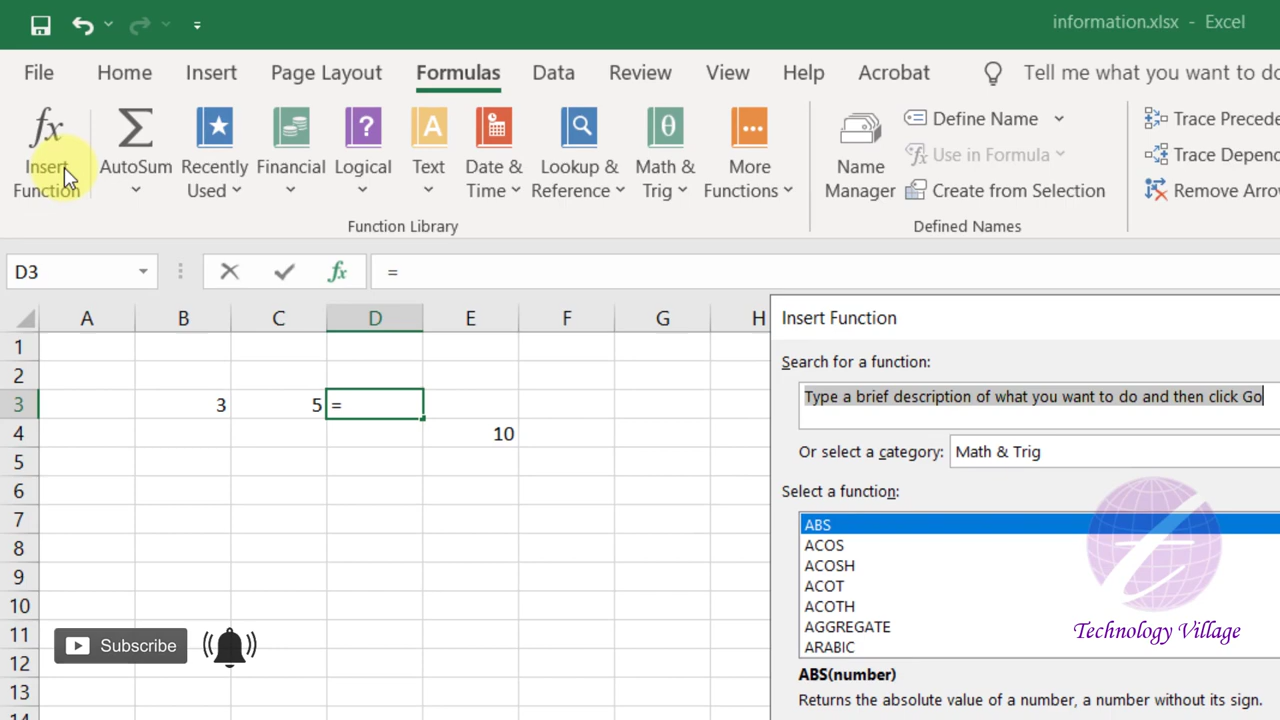 information.xlsx - Excel
File Home Insert Page Layout Formulas Data Review View Help Acrobat Tell me what you want to do
fx Insert Function
AutoSum
Recently Used
Financial
Logical
Text
Date & Time
Lookup & Reference
Math & Trig
More Functions
Function Library
Name Manager
Define Name
Use in Formula
Create from Selection
Defined Names
Trace Precede
Trace Depend
Remove Arro
D3 fx =
A B C D E F G H
1
2
3 3 5 =
4 10
5
6
7
8
9
10
11
12
13
14
Insert Function
Search for a function:
Type a brief description of what you want to do and then click Go
Or select a category: Math & Trig
Select a function:
ABS
ACOS
ACOSH
ACOT
ACOTH
AGGREGATE
ARABIC
ABS(number)
Returns the absolute value of a number, a number without its sign.
Subscribe
t
Technology Village